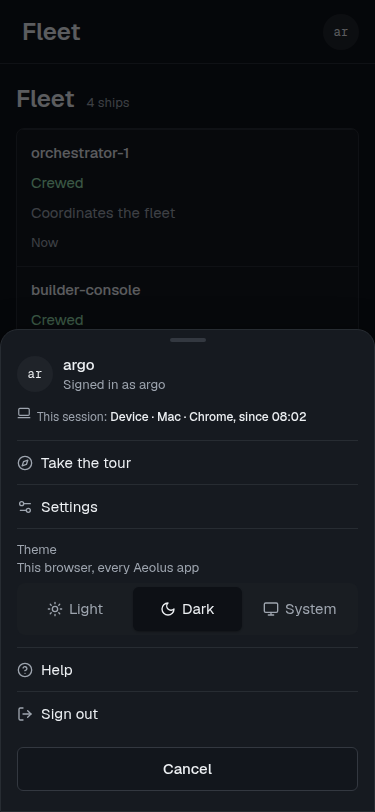 Fleet
ar
Fleet 4 ships
orchestrator-1
Crewed
Coordinates the fleet
Now
builder-console
Crewed
ar
argo
Signed in as argo
This session: Device · Mac · Chrome, since 08:02
Take the tour
Settings
Theme
This browser, every Aeolus app
Light Dark System
Help
Sign out
Cancel